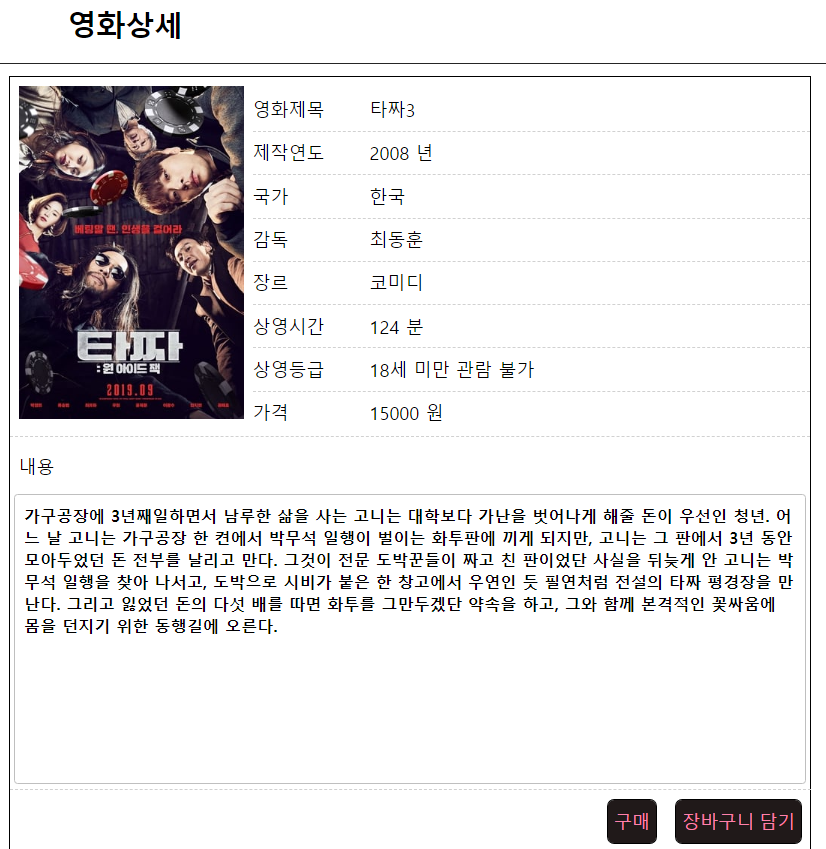 영화상세
베팅할 땐, 인생을 걸어라
타짜
: 원 아이드 잭
2019.09
영화제목 타짜3
제작연도 2008 년
국가 한국
감독 최동훈
장르 코미디
상영시간 124 분
상영등급 18세 미만 관람 불가
가격 15000 원
내용
가구공장에 3년째일하면서 남루한 삶을 사는 고니는 대학보다 가난을 벗어나게 해줄 돈이 우선인 청년. 어
느 날 고니는 가구공장 한 켠에서 박무석 일행이 벌이는 화투판에 끼게 되지만, 고니는 그 판에서 3년 동안
모아두었던 돈 전부를 날리고 만다. 그것이 전문 도박꾼들이 짜고 친 판이었단 사실을 뒤늦게 안 고니는 박
무석 일행을 찾아 나서고, 도박으로 시비가 붙은 한 창고에서 우연인 듯 필연처럼 전설의 타짜 평경장을 만
난다. 그리고 잃었던 돈의 다섯 배를 따면 화투를 그만두겠단 약속을 하고, 그와 함께 본격적인 꽃싸움에
몸을 던지기 위한 동행길에 오른다.
구매 장바구니 담기